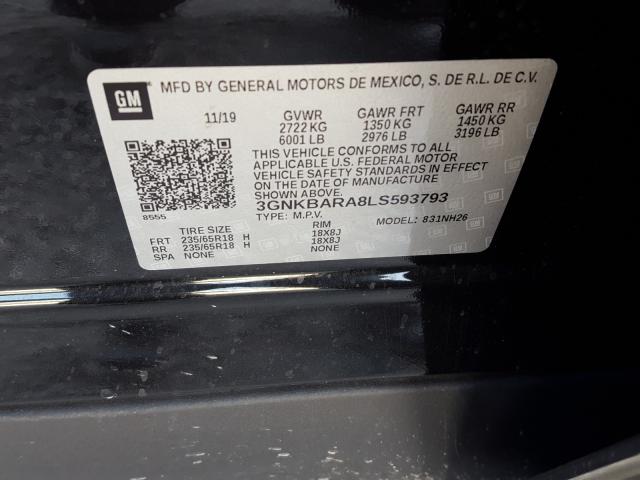 GM
MFD BY GENERAL MOTORS DE MEXICO, S. DE R.L. DE C.V.
11/19 GVWR GAWR FRT GAWR RR
2722 KG 1350 KG 1450 KG
6001 LB 2976 LB 3196 LB
THIS VEHICLE CONFORMS TO ALL
APPLICABLE U.S. FEDERAL MOTOR
VEHICLE SAFETY STANDARDS IN EFFECT
ON THE DATE OF MANUFACTURE
SHOWN ABOVE.
8555 3GNKBARA8LS593793
TYPE: M.P.V. MODEL: 831NH26
TIRE SIZE RIM
FRT 235/65R18 H 18X8J
RR 235/65R18 H 18X8J
SPA NONE NONE